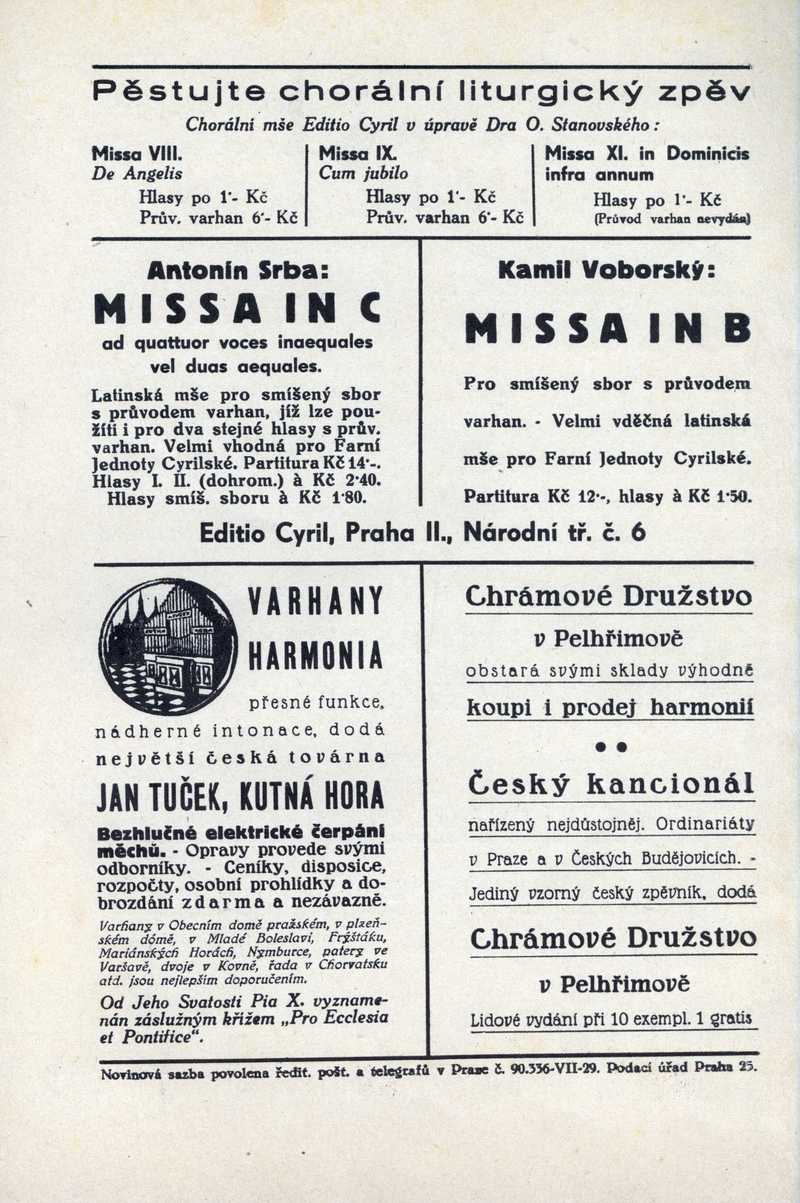 Pěstujte chorální liturgický zpěv
Chorální mše Editio Cyril v úpravě Dra O. Stanovského:
Missa VIII.
De Angelis
Hlasy po 1·- Kč
Prův. varhan 6·- Kč
Missa IX.
Cum jubilo
Hlasy po 1·- Kč
Prův. varhan 6·- Kč
Missa XI. in Dominicis
infra annum
Hlasy po 1·- Kč
(Průvod varhan nevydán)
Antonín Srba:
MISSA IN C
ad quattuor voces inaequales
vel duas aequales.
Latinská mše pro smíšený sbor
s průvodem varhan, jíž lze pou-
žíti i pro dva stejné hlasy s prův.
varhan. Velmi vhodná pro Farní
Jednoty Cyrilské. Partitura Kč 14·-.
Hlasy I. II. (dohrom.) à Kč 2·40.
Hlasy smíš. sboru à Kč 1·80.
Kamil Voborský:
MISSA IN B
Pro smíšený sbor s průvodem
varhan. - Velmi vděčná latinská
mše pro Farní Jednoty Cyrilské.
Partitura Kč 12·-, hlasy à Kč 1·50.
Editio Cyril, Praha II., Národní tř. č. 6
VARHANY
HARMONIA
přesné funkce,
nádherné intonace, dodá
největší česká továrna
JAN TUČEK, KUTNÁ HORA
Bezhlučné elektrické čerpání
měchů. - Opravy provede svými
odborníky. - Ceníky, disposice,
rozpočty, osobní prohlídky a do-
brozdání zdarma a nezávazně.
Varhany v Obecním domě pražském, v plzeň-
ském dómě, v Mladé Boleslavi, Frýštáku,
Mariánských Horách, Nymburce, patery ve
Varšavě, dvoje v Kovně, řada v Chorvatsku
atd. jsou nejlepším doporučením.
Od Jeho Svatosti Pia X. vyzname-
nán záslužným křížem „Pro Ecclesia
et Pontifice“.
Chrámové Družstvo
v Pelhřimově
obstará svými sklady výhodně
koupi i prodej harmonií
Český kancionál
nařízený nejdůstojněj. Ordinariáty
v Praze a v Českých Budějovicích. -
Jediný vzorný český zpěvník, dodá
Chrámové Družstvo
v Pelhřimově
Lidové vydání při 10 exempl. 1 gratis
Novinová sazba povolena ředit. pošt. a telegrafů v Praze č. 90.336-VII-29. Podací úřad Praha 25.